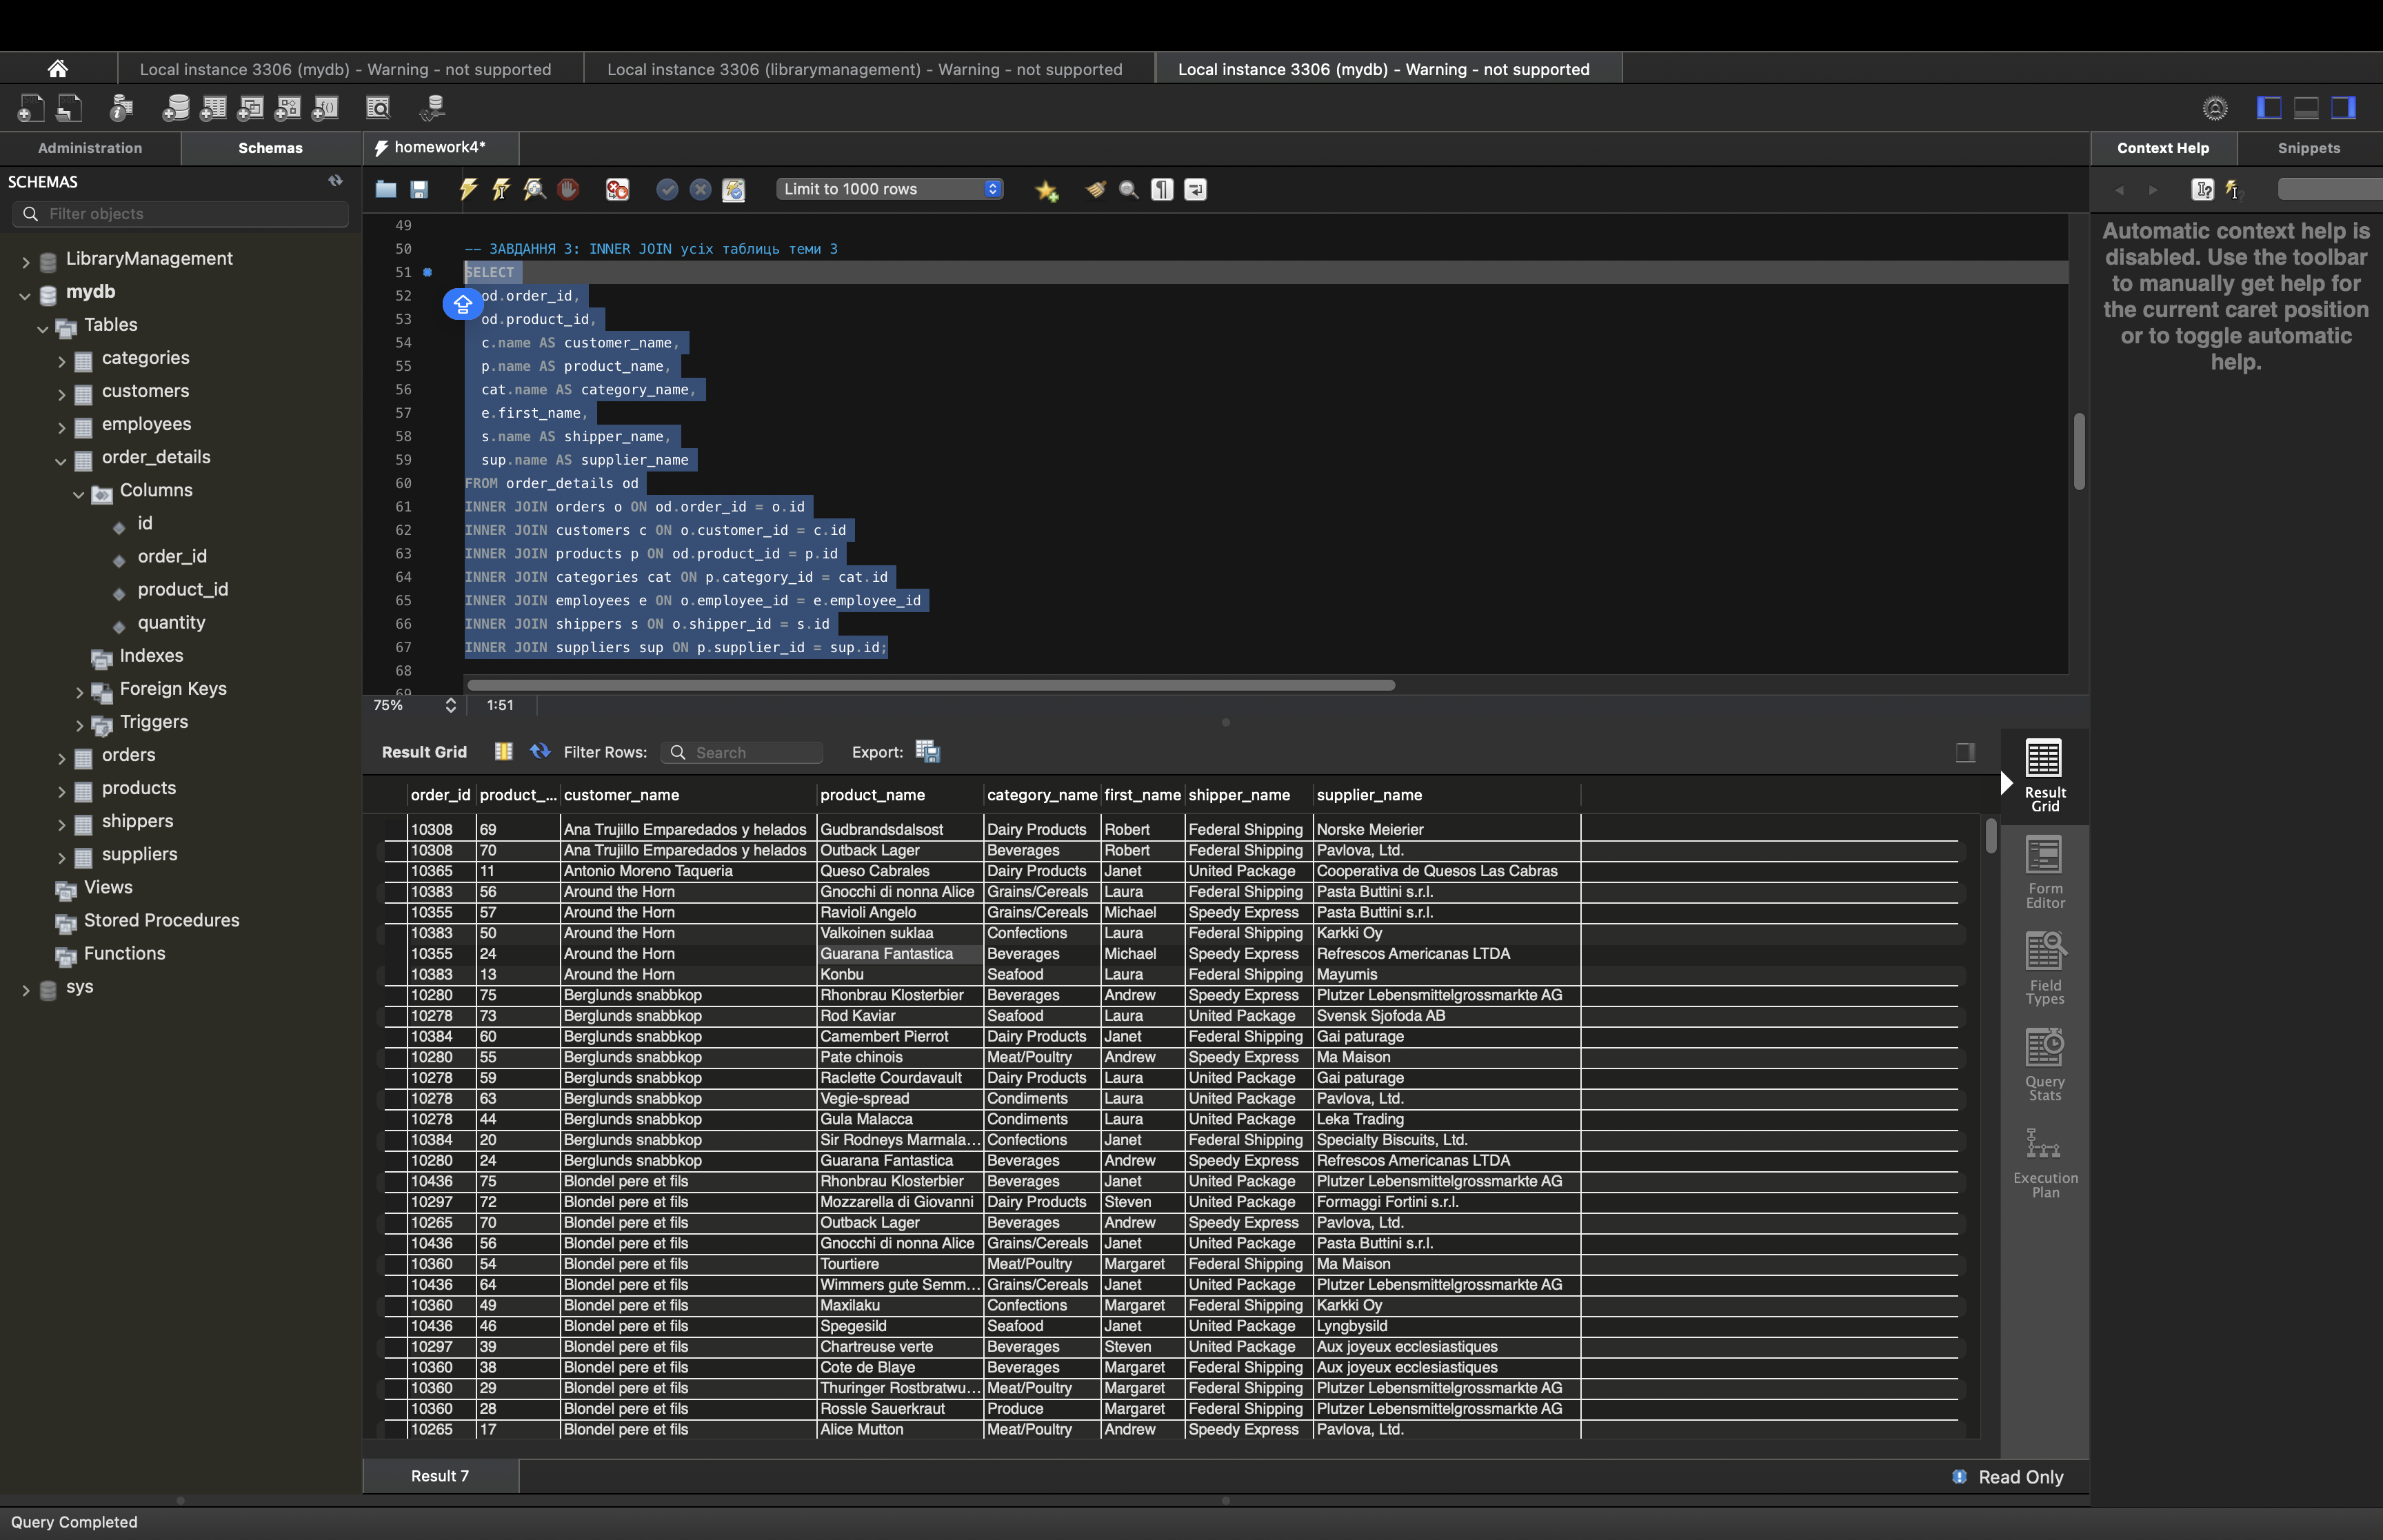 Local instance 3306 (mydb) - Warning - not supported
Local instance 3306 (librarymanagement) - Warning - not supported
Local instance 3306 (mydb) - Warning - not supported
Administration
Schemas
homework4*
Context Help
Snippets
SCHEMAS
Filter objects
Limit to 1000 rows
LibraryManagement
mydb
Tables
categories
customers
employees
order_details
Columns
id
order_id
product_id
quantity
Indexes
Foreign Keys
Triggers
orders
products
shippers
suppliers
Views
Stored Procedures
Functions
sys
49
50 -- ЗАВДАННЯ 3: INNER JOIN усіх таблиць теми 3
51 SELECT
52 od.order_id,
53 od.product_id,
54 c.name AS customer_name,
55 p.name AS product_name,
56 cat.name AS category_name,
57 e.first_name,
58 s.name AS shipper_name,
59 sup.name AS supplier_name
60 FROM order_details od
61 INNER JOIN orders o ON od.order_id = o.id
62 INNER JOIN customers c ON o.customer_id = c.id
63 INNER JOIN products p ON od.product_id = p.id
64 INNER JOIN categories cat ON p.category_id = cat.id
65 INNER JOIN employees e ON o.employee_id = e.employee_id
66 INNER JOIN shippers s ON o.shipper_id = s.id
67 INNER JOIN suppliers sup ON p.supplier_id = sup.id;
68
69
75% 1:51
Automatic context help is
disabled. Use the toolbar
to manually get help for
the current caret position
or to toggle automatic
help.
Result Grid Filter Rows: Search Export:
order_id product_... customer_name product_name category_name first_name shipper_name supplier_name
10308 69 Ana Trujillo Emparedados y helados Gudbrandsdalsost Dairy Products Robert Federal Shipping Norske Meierier
10308 70 Ana Trujillo Emparedados y helados Outback Lager Beverages Robert Federal Shipping Pavlova, Ltd.
10365 11 Antonio Moreno Taqueria Queso Cabrales Dairy Products Janet United Package Cooperativa de Quesos Las Cabras
10383 56 Around the Horn Gnocchi di nonna Alice Grains/Cereals Laura Federal Shipping Pasta Buttini s.r.l.
10355 57 Around the Horn Ravioli Angelo Grains/Cereals Michael Speedy Express Pasta Buttini s.r.l.
10383 50 Around the Horn Valkoinen suklaa Confections Laura Federal Shipping Karkki Oy
10355 24 Around the Horn Guarana Fantastica Beverages Michael Speedy Express Refrescos Americanas LTDA
10383 13 Around the Horn Konbu Seafood Laura Federal Shipping Mayumis
10280 75 Berglunds snabbkop Rhonbrau Klosterbier Beverages Andrew Speedy Express Plutzer Lebensmittelgrossmarkte AG
10278 73 Berglunds snabbkop Rod Kaviar Seafood Laura United Package Svensk Sjofoda AB
10384 60 Berglunds snabbkop Camembert Pierrot Dairy Products Janet Federal Shipping Gai paturage
10280 55 Berglunds snabbkop Pate chinois Meat/Poultry Andrew Speedy Express Ma Maison
10278 59 Berglunds snabbkop Raclette Courdavault Dairy Products Laura United Package Gai paturage
10278 63 Berglunds snabbkop Vegie-spread Condiments Laura United Package Pavlova, Ltd.
10278 44 Berglunds snabbkop Gula Malacca Condiments Laura United Package Leka Trading
10384 20 Berglunds snabbkop Sir Rodneys Marmala... Confections Janet Federal Shipping Specialty Biscuits, Ltd.
10280 24 Berglunds snabbkop Guarana Fantastica Beverages Andrew Speedy Express Refrescos Americanas LTDA
10436 75 Blondel pere et fils Rhonbrau Klosterbier Beverages Janet United Package Plutzer Lebensmittelgrossmarkte AG
10297 72 Blondel pere et fils Mozzarella di Giovanni Dairy Products Steven United Package Formaggi Fortini s.r.l.
10265 70 Blondel pere et fils Outback Lager Beverages Andrew Speedy Express Pavlova, Ltd.
10436 56 Blondel pere et fils Gnocchi di nonna Alice Grains/Cereals Janet United Package Pasta Buttini s.r.l.
10360 54 Blondel pere et fils Tourtiere Meat/Poultry Margaret Federal Shipping Ma Maison
10436 64 Blondel pere et fils Wimmers gute Semm... Grains/Cereals Janet United Package Plutzer Lebensmittelgrossmarkte AG
10360 49 Blondel pere et fils Maxilaku Confections Margaret Federal Shipping Karkki Oy
10436 46 Blondel pere et fils Spegesild Seafood Janet United Package Lyngbysild
10297 39 Blondel pere et fils Chartreuse verte Beverages Steven United Package Aux joyeux ecclesiastiques
10360 38 Blondel pere et fils Cote de Blaye Beverages Margaret Federal Shipping Aux joyeux ecclesiastiques
10360 29 Blondel pere et fils Thuringer Rostbratwu... Meat/Poultry Margaret Federal Shipping Plutzer Lebensmittelgrossmarkte AG
10360 28 Blondel pere et fils Rossle Sauerkraut Produce Margaret Federal Shipping Plutzer Lebensmittelgrossmarkte AG
10265 17 Blondel pere et fils Alice Mutton Meat/Poultry Andrew Speedy Express Pavlova, Ltd.
Result
Grid
Form
Editor
Field
Types
Query
Stats
Execution
Plan
Result 7
Read Only
Query Completed